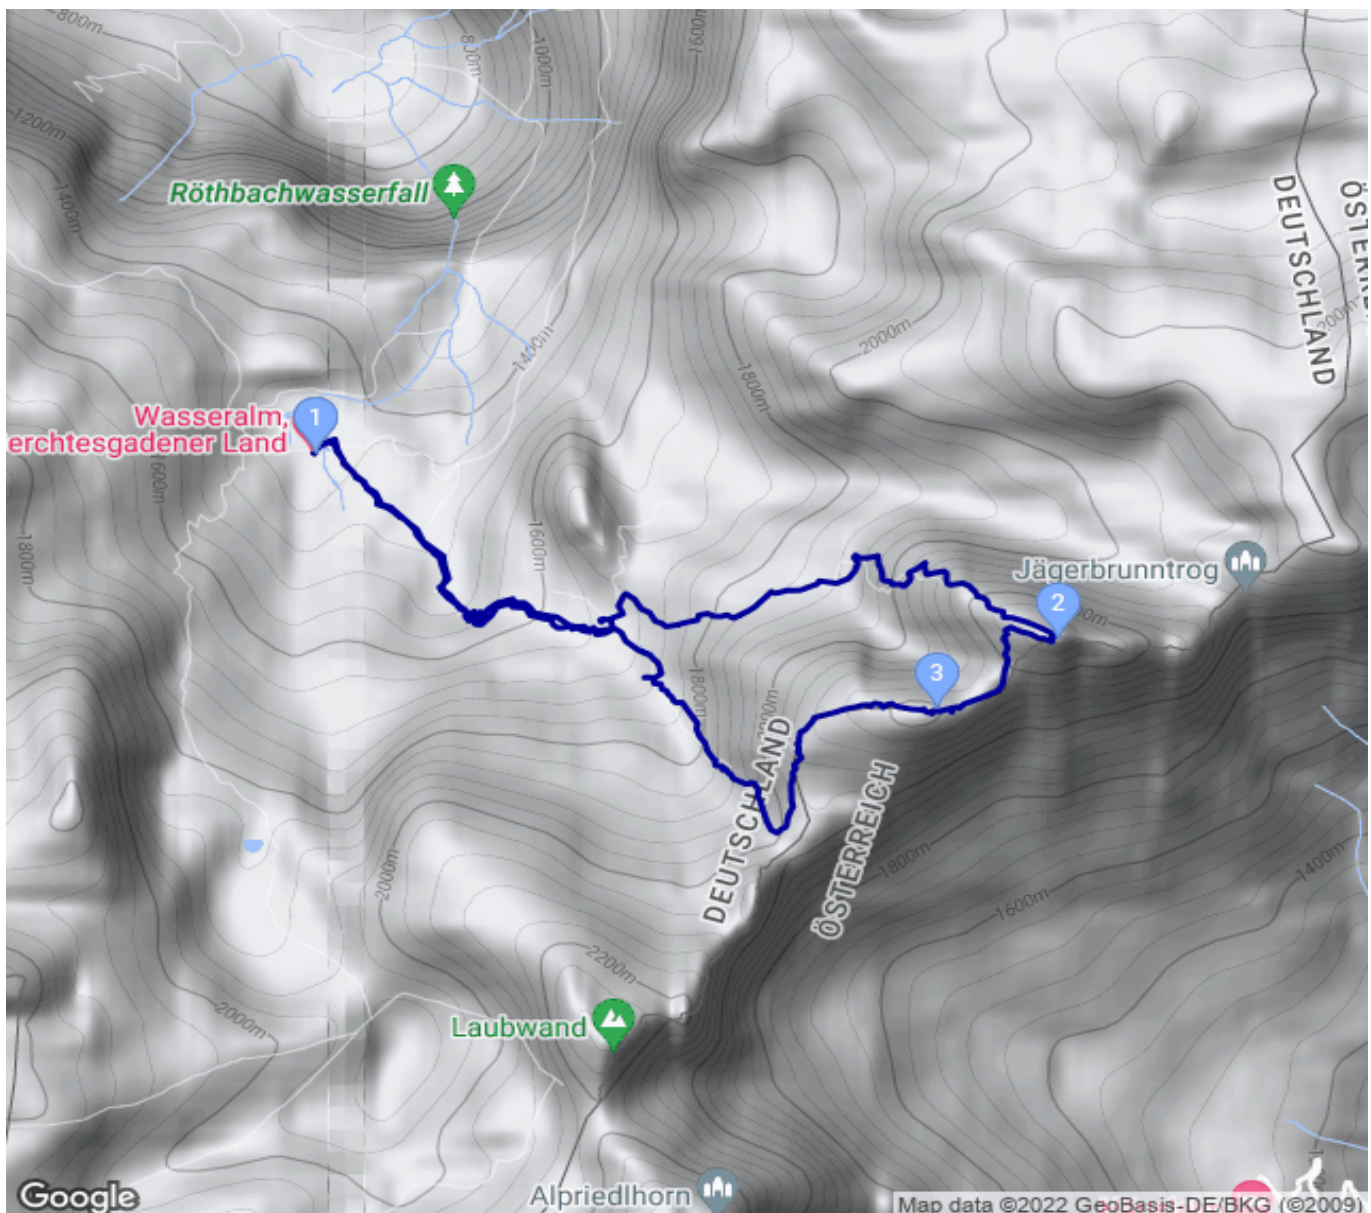 1800m
800m
1000m
1600m
1200m
1400m
Röthbachwasserfall
DEUTSCHLAND
2000m
1400m
1800m
Wasseralm,
erchtesgadener Land
1
1600m
1800m
1600m
Jägerbrunntrog
2
3
1800m
DEUTSCHLAND
ÖSTERREICH
1800m
1400m
1600m
2000m
2200m
2000m
Laubwand
Alpriedlhorn
Google
Map data ©2022 GeoBasis-DE/BKG (©2009)